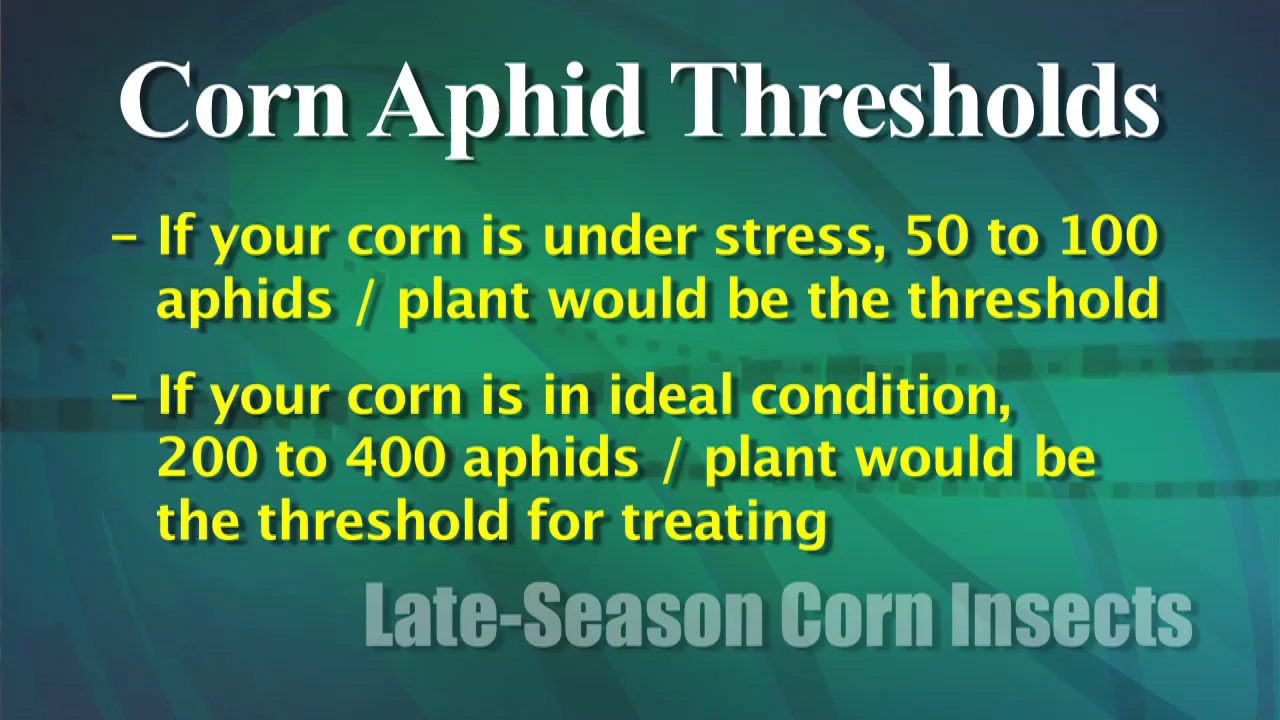 Corn Aphid Thresholds
– If your corn is under stress, 50 to 100
aphids / plant would be the threshold
– If your corn is in ideal condition,
200 to 400 aphids / plant would be
the threshold for treating
Late-Season Corn Insects